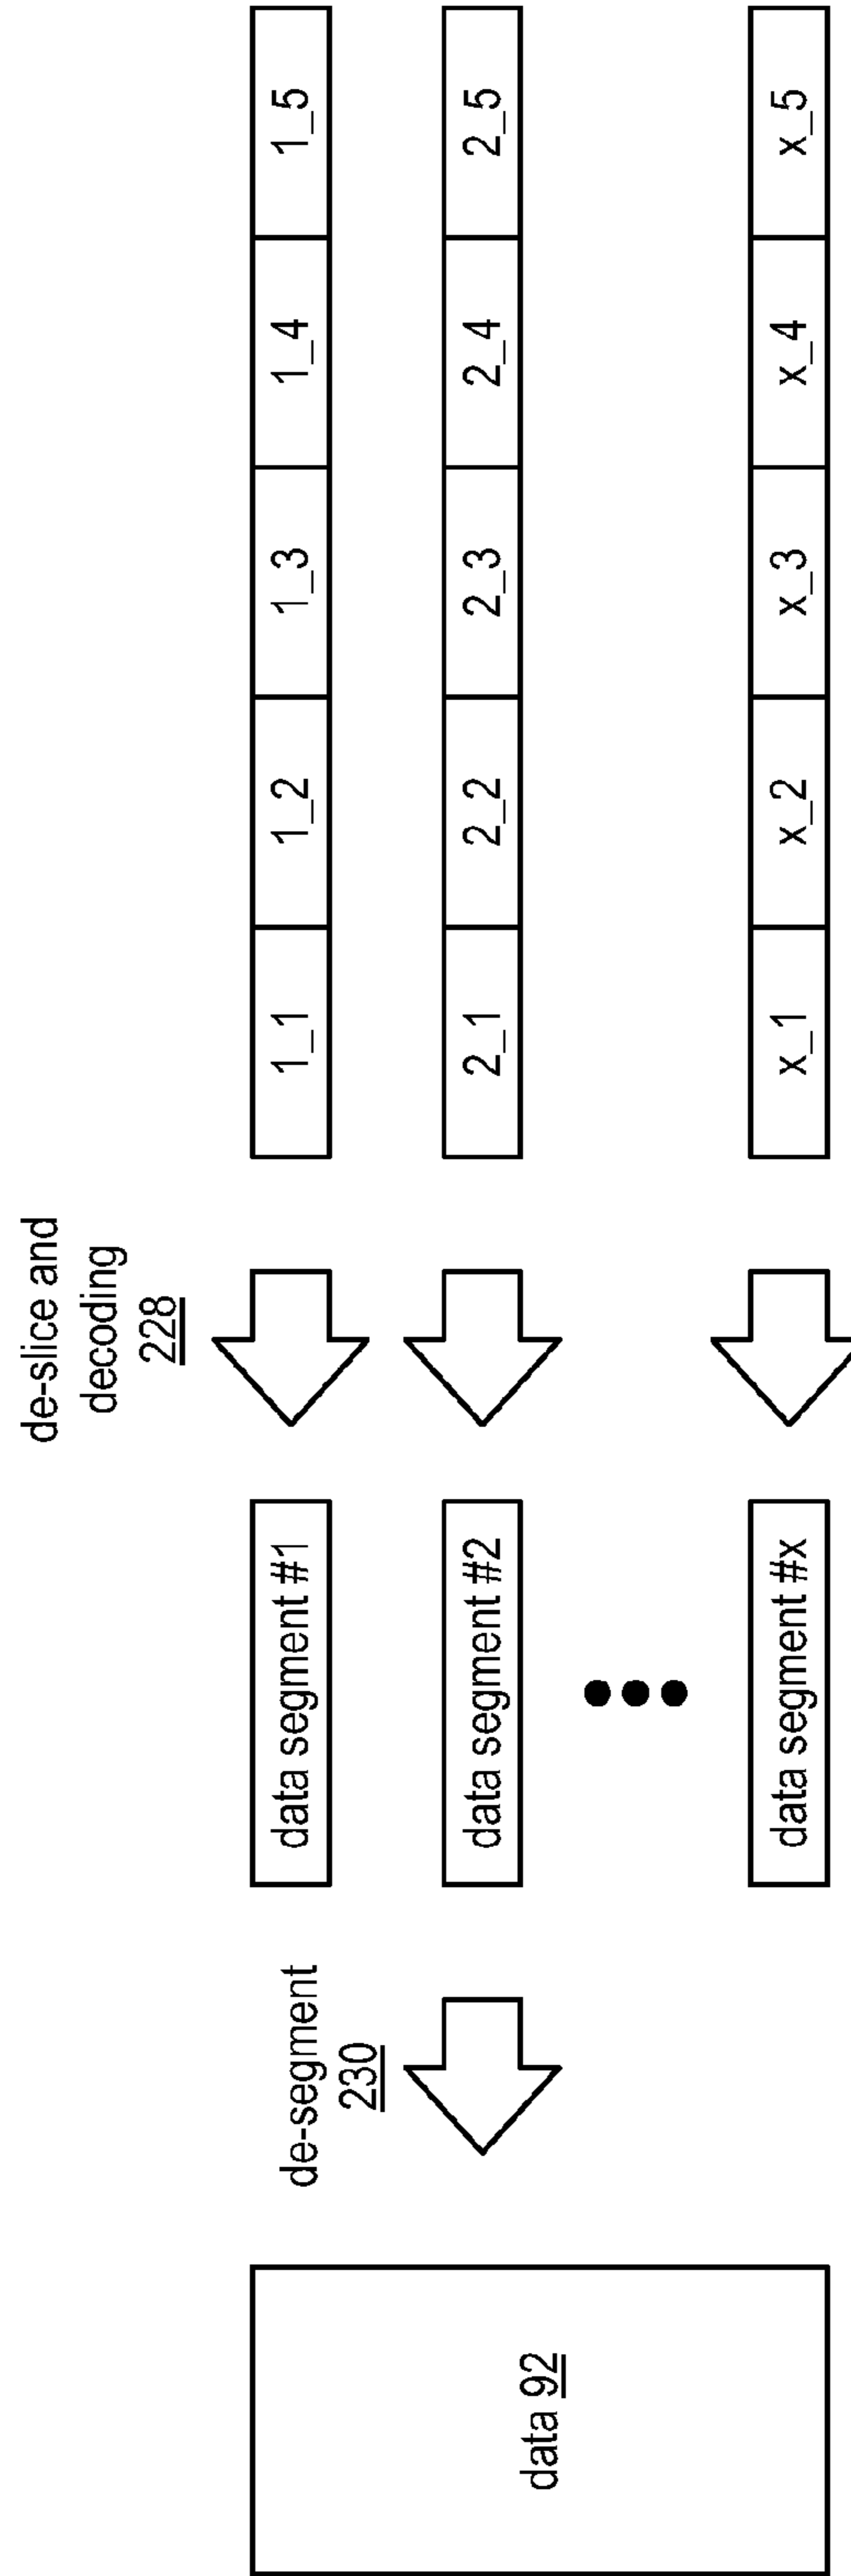 de-slice and
decoding
228
de-segment
230
data 92
data segment #1
1_1
1_2
1_3
1_4
1_5
data segment #2
2_1
2_2
2_3
2_4
2_5
data segment #x
x_1
x_2
x_3
x_4
x_5